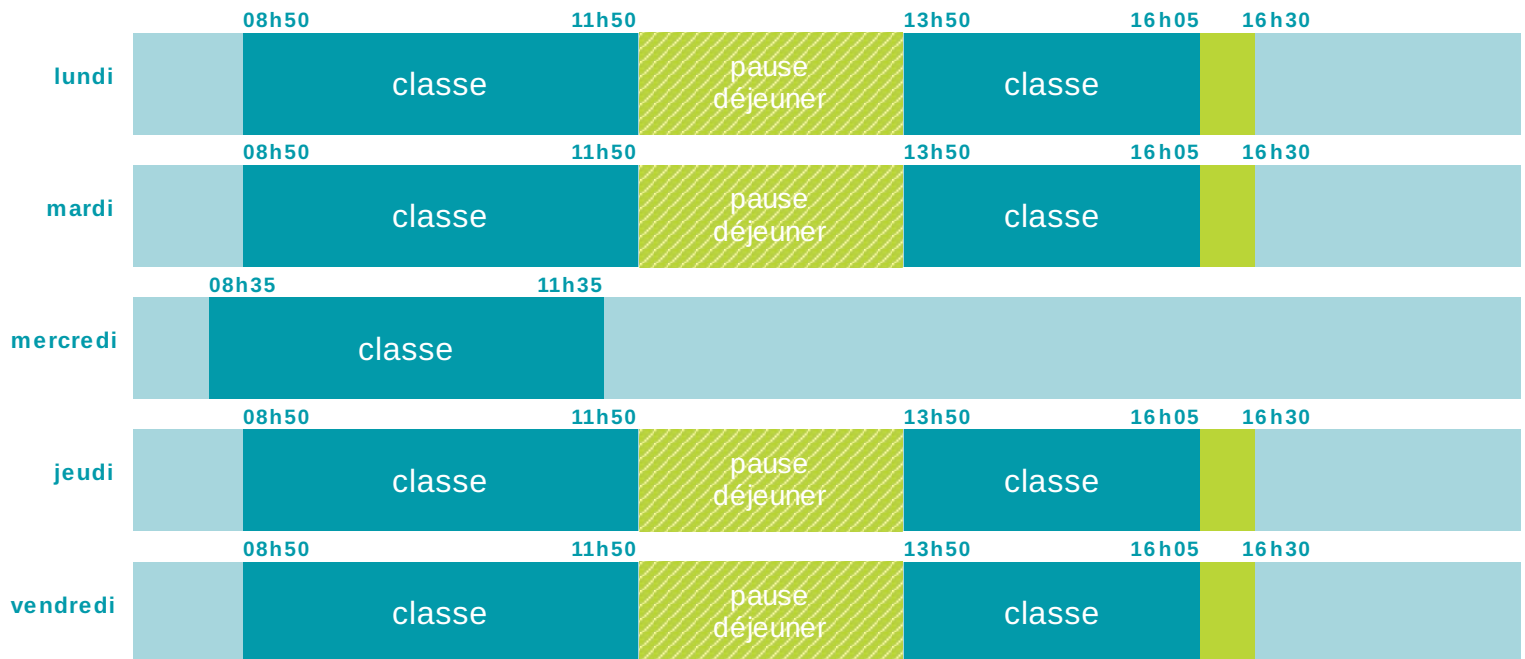 08h50 11h50 13h50 16h05 16h30
lundi classe pause déjeuner classe
08h50 11h50 13h50 16h05 16h30
mardi classe pause déjeuner classe
08h35 11h35
mercredi classe
08h50 11h50 13h50 16h05 16h30
jeudi classe pause déjeuner classe
08h50 11h50 13h50 16h05 16h30
vendredi classe pause déjeuner classe